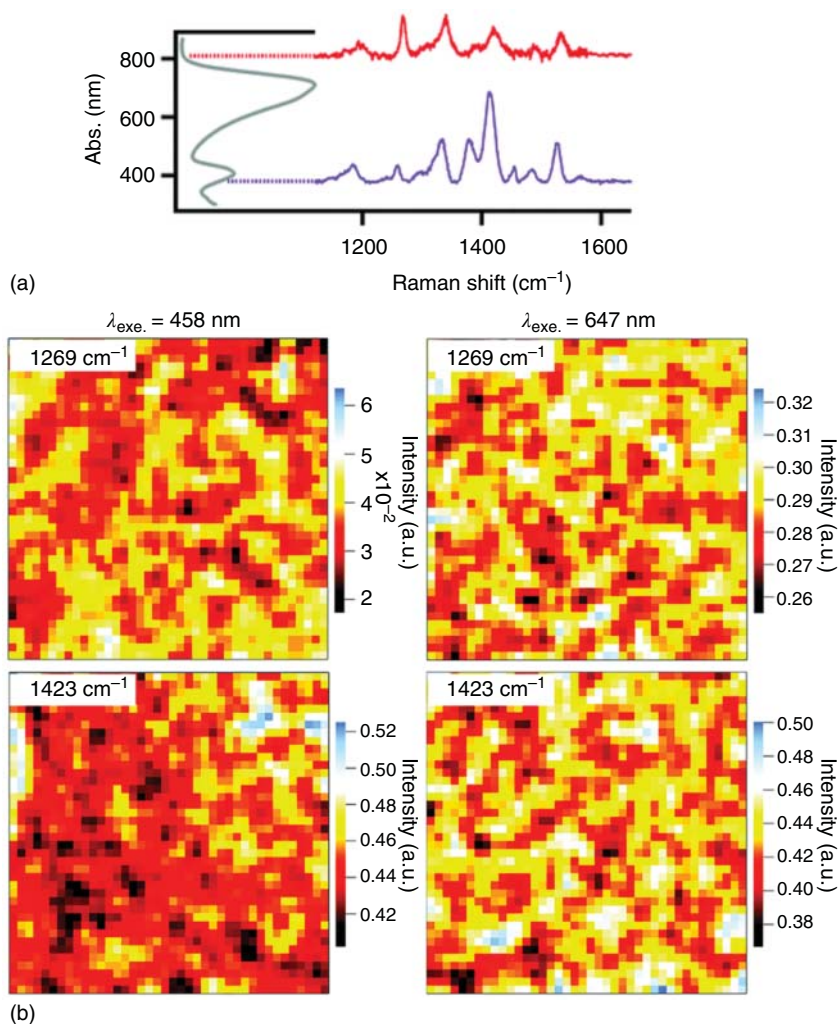 Abs. (nm)
800
600
400
1200
1400
1600
Raman shift (cm⁻¹)
(a)
λexe. = 458 nm
λexe. = 647 nm
1269 cm⁻¹
6
5
4
3
2
Intensity (a.u.)
x10⁻²
1269 cm⁻¹
0.32
0.31
0.30
0.29
0.28
0.27
0.26
Intensity (a.u.)
1423 cm⁻¹
0.52
0.50
0.48
0.46
0.44
0.42
Intensity (a.u.)
1423 cm⁻¹
0.50
0.48
0.46
0.44
0.42
0.40
0.38
Intensity (a.u.)
(b)